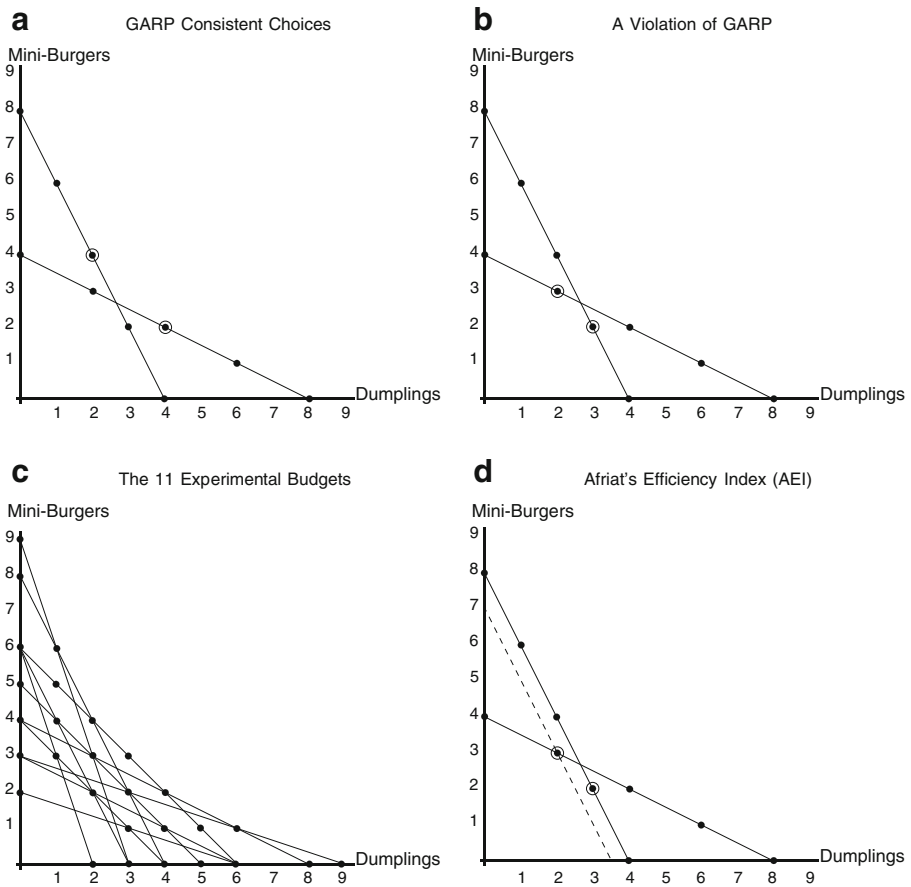 a GARP Consistent Choices
Mini-Burgers
9
8
7
6
5
4
3
2
1
Dumplings
1 2 3 4 5 6 7 8 9
b A Violation of GARP
Mini-Burgers
9
8
7
6
5
4
3
2
1
Dumplings
1 2 3 4 5 6 7 8 9
c The 11 Experimental Budgets
Mini-Burgers
9
8
7
6
5
4
3
2
1
Dumplings
1 2 3 4 5 6 7 8 9
d Afriat's Efficiency Index (AEI)
Mini-Burgers
9
8
7
6
5
4
3
2
1
Dumplings
1 2 3 4 5 6 7 8 9